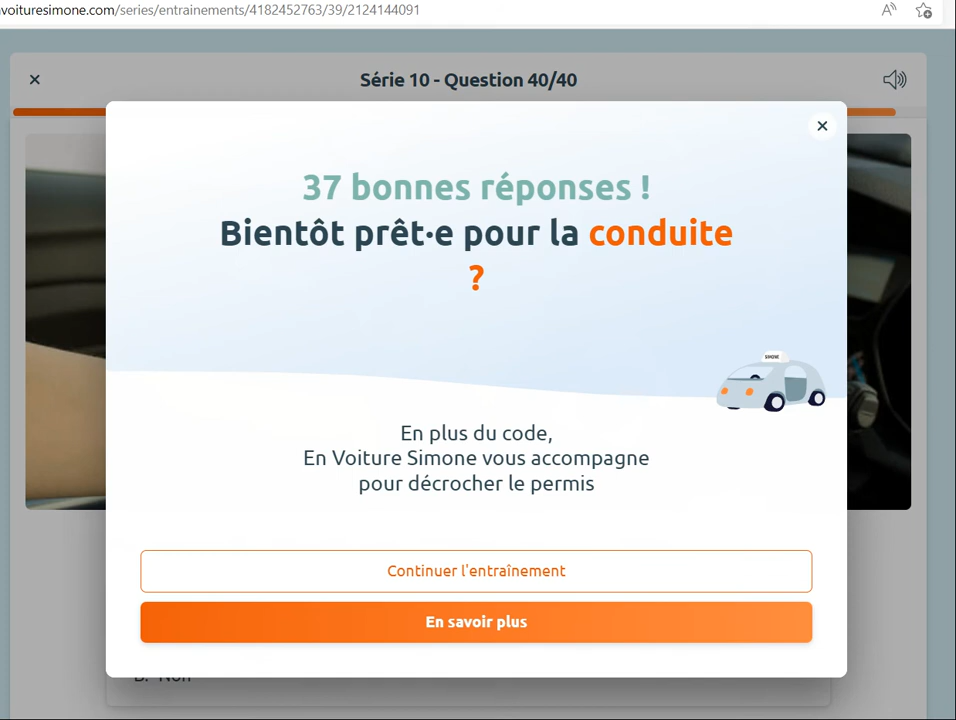 voituresimone.com/series/entrainements/4182452763/39/2124144091
Série 10 - Question 40/40
37 bonnes réponses !
Bientôt prêt·e pour la conduite
?
SIMONE
En plus du code,
En Voiture Simone vous accompagne
pour décrocher le permis
Continuer l'entraînement
En savoir plus
B. Non